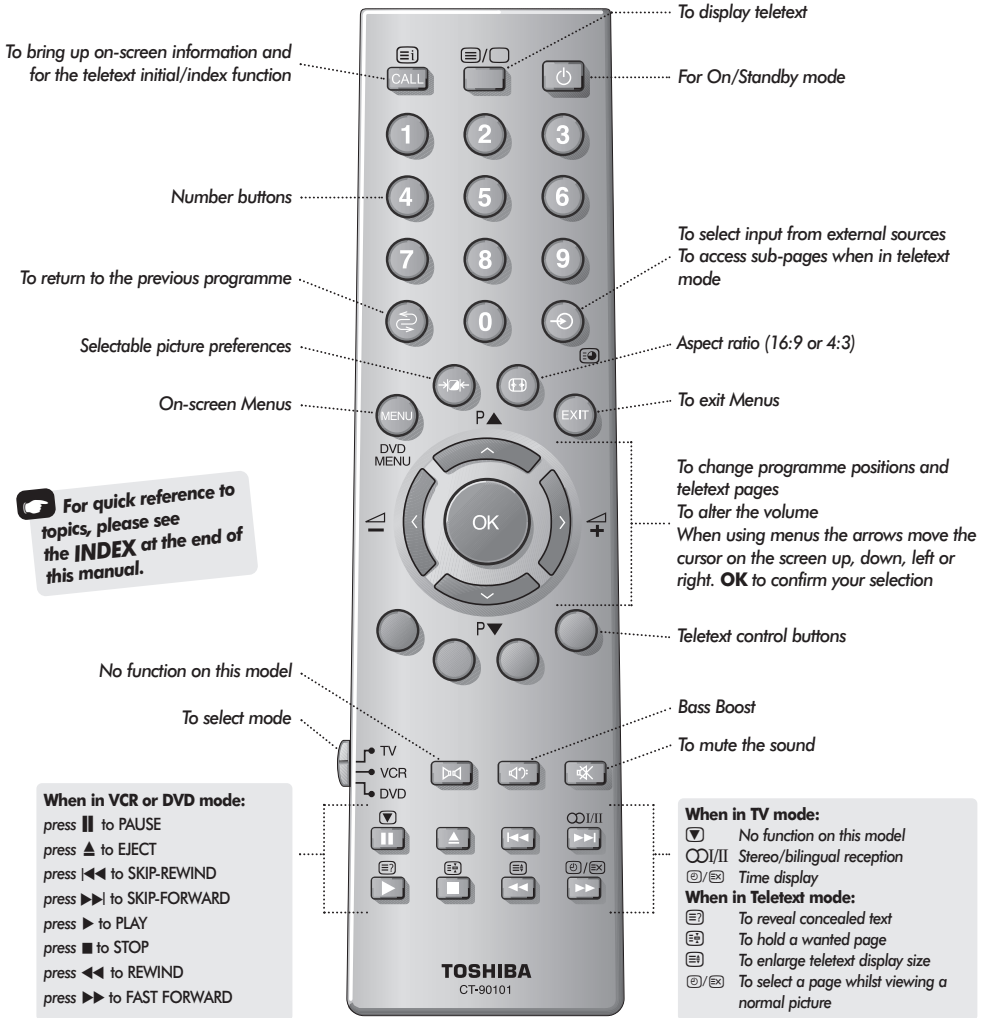 To display teletext
To bring up on-screen information and
for the teletext initial/index function
For On/Standby mode
CALL
1 2 3
Number buttons
4 5 6
To select input from external sources
To access sub-pages when in teletext
mode
7 8 9
To return to the previous programme
0
Selectable picture preferences
Aspect ratio (16:9 or 4:3)
On-screen Menus
MENU
P▲
EXIT
To exit Menus
DVD
MENU
For quick reference to
topics, please see
the INDEX at the end of
this manual.
−
OK
+
To change programme positions and
teletext pages
To alter the volume
When using menus the arrows move the
cursor on the screen up, down, left or
right. OK to confirm your selection
P▼
Teletext control buttons
No function on this model
To select mode
Bass Boost
To mute the sound
TV
VCR
DVD
When in VCR or DVD mode:
press ❚❚ to PAUSE
press ⏏ to EJECT
press |◀◀ to SKIP-REWIND
press ▶▶| to SKIP-FORWARD
press ▶ to PLAY
press ■ to STOP
press ◀◀ to REWIND
press ▶▶ to FAST FORWARD
I/II
TOSHIBA
CT-90101
When in TV mode:
▼ No function on this model
I/II Stereo/bilingual reception
Time display
When in Teletext mode:
To reveal concealed text
To hold a wanted page
To enlarge teletext display size
To select a page whilst viewing a
normal picture